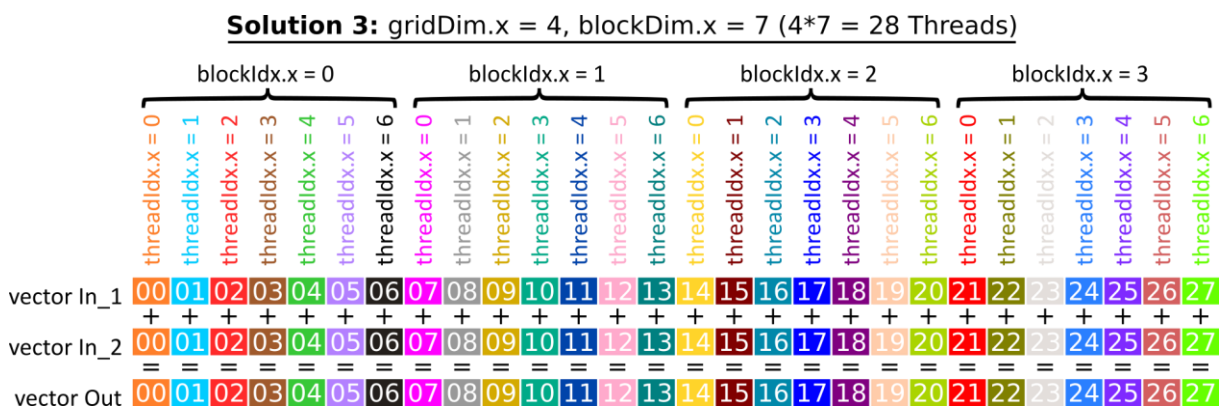 Solution 3: gridDim.x = 4, blockDim.x = 7 (4*7 = 28 Threads)
blockIdx.x = 0 blockIdx.x = 1 blockIdx.x = 2 blockIdx.x = 3
threadIdx.x = 0 threadIdx.x = 1 threadIdx.x = 2 threadIdx.x = 3 threadIdx.x = 4 threadIdx.x = 5 threadIdx.x = 6 threadIdx.x = 0 threadIdx.x = 1 threadIdx.x = 2 threadIdx.x = 3 threadIdx.x = 4 threadIdx.x = 5 threadIdx.x = 6 threadIdx.x = 0 threadIdx.x = 1 threadIdx.x = 2 threadIdx.x = 3 threadIdx.x = 4 threadIdx.x = 5 threadIdx.x = 6 threadIdx.x = 0 threadIdx.x = 1 threadIdx.x = 2 threadIdx.x = 3 threadIdx.x = 4 threadIdx.x = 5 threadIdx.x = 6
vector In_1 00 01 02 03 04 05 06 07 08 09 10 11 12 13 14 15 16 17 18 19 20 21 22 23 24 25 26 27
+ + + + + + + + + + + + + + + + + + + + + + + + + + + +
vector In_2 00 01 02 03 04 05 06 07 08 09 10 11 12 13 14 15 16 17 18 19 20 21 22 23 24 25 26 27
= = = = = = = = = = = = = = = = = = = = = = = = = = = =
vector Out 00 01 02 03 04 05 06 07 08 09 10 11 12 13 14 15 16 17 18 19 20 21 22 23 24 25 26 27